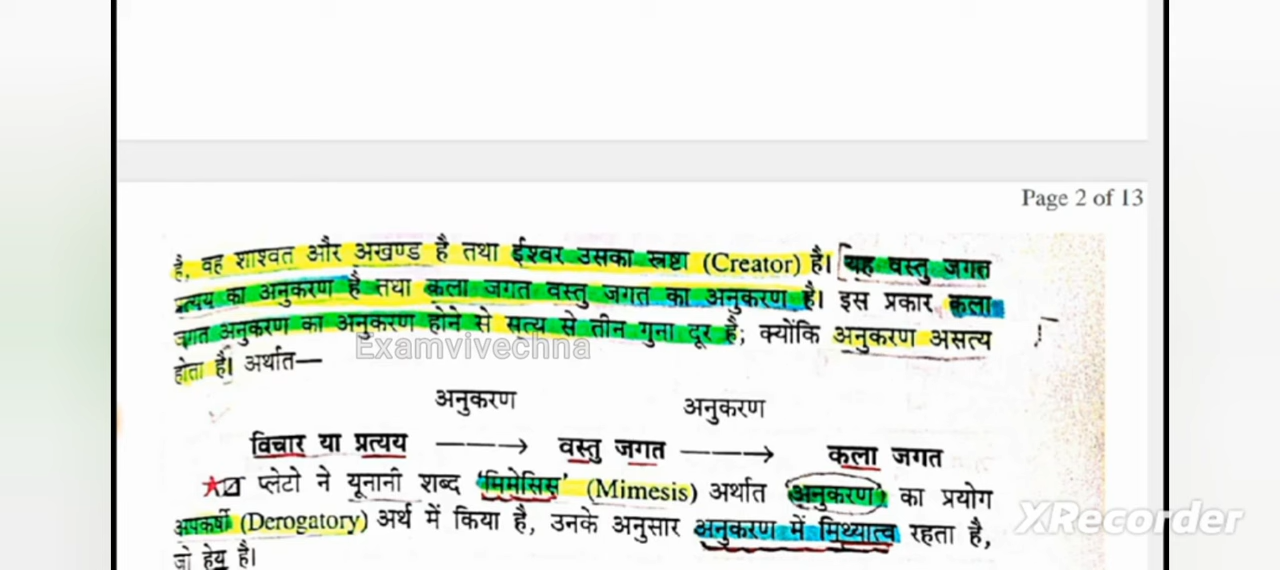 Page 2 of 13
है, वह शाश्वत और अखण्ड है तथा ईश्वर उसका स्रष्टा (Creator) है। यह वस्तु जगत
प्रत्यय का अनुकरण है तथा कला जगत वस्तु जगत का अनुकरण है। इस प्रकार कला
जगत अनुकरण का अनुकरण होने से सत्य से तीन गुना दूर है; क्योंकि अनुकरण असत्य
होता है। अर्थात—
Examvivechna
अनुकरण अनुकरण
विचार या प्रत्यय ———→ वस्तु जगत ———→ कला जगत
प्लेटो ने यूनानी शब्द 'मिमेसिस' (Mimesis) अर्थात 'अनुकरण' का प्रयोग
अपकर्षी (Derogatory) अर्थ में किया है, उनके अनुसार अनुकरण में मिथ्यात्व रहता है,
जो हेय है।
XRecorder